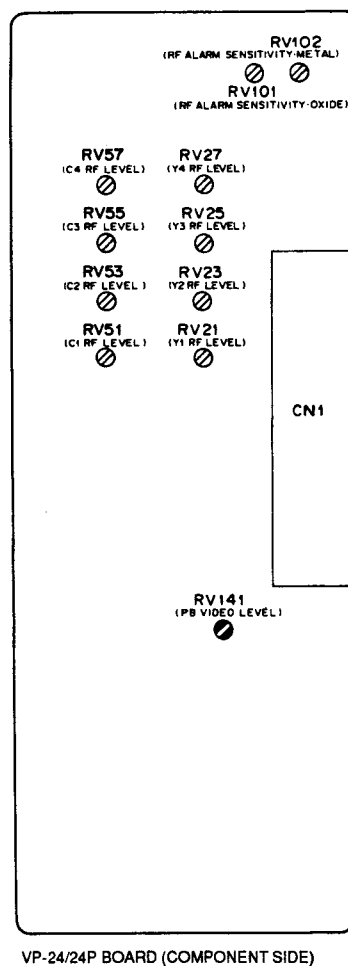 RV102
(RF ALARM SENSITIVITY-METAL)
RV101
(RF ALARM SENSITIVITY-OXIDE)
RV57
(C4 RF LEVEL)
RV27
(Y4 RF LEVEL)
RV55
(C3 RF LEVEL)
RV25
(Y3 RF LEVEL)
RV53
(C2 RF LEVEL)
RV23
(Y2 RF LEVEL)
RV51
(C1 RF LEVEL)
RV21
(Y1 RF LEVEL)
CN1
RV141
(PB VIDEO LEVEL)
VP-24/24P BOARD (COMPONENT SIDE)